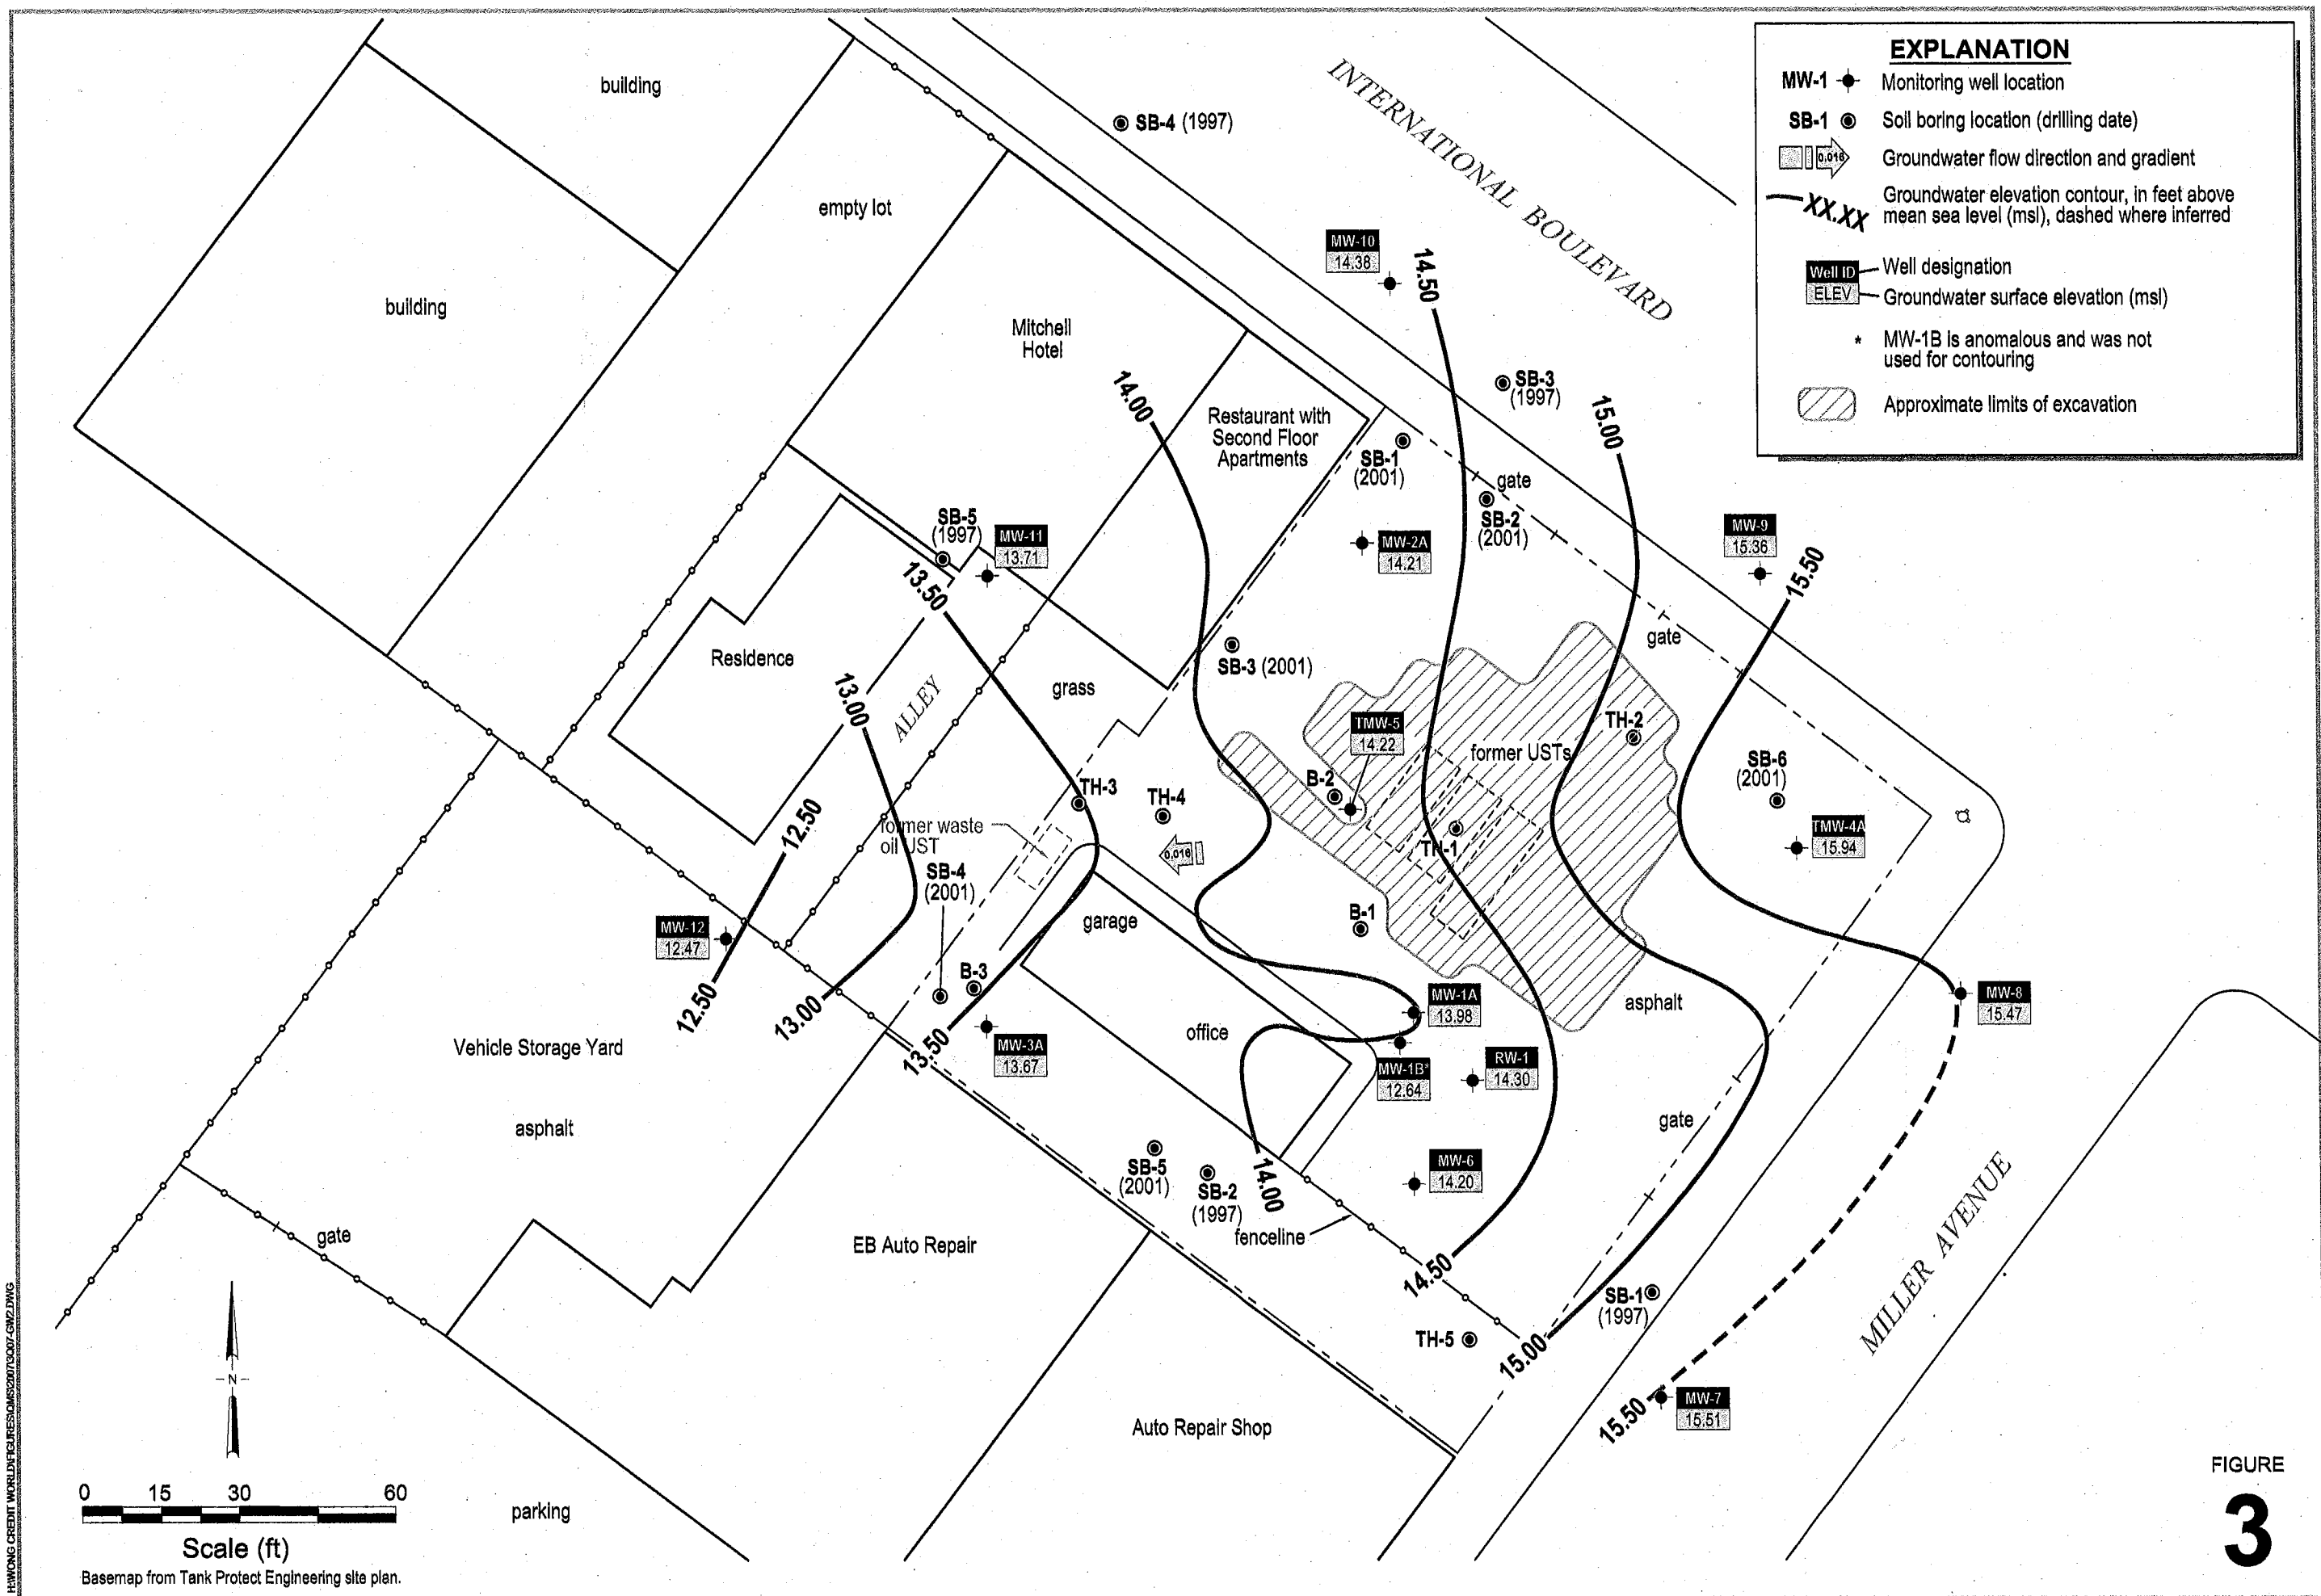 EXPLANATION
MW-1 Monitoring well location
SB-1 Soil boring location (drilling date)
0.016 Groundwater flow direction and gradient
XX.XX Groundwater elevation contour, in feet above
mean sea level (msl), dashed where inferred
Well ID Well designation
ELEV Groundwater surface elevation (msl)
* MW-1B is anomalous and was not
used for contouring
Approximate limits of excavation
building
SB-4 (1997)
INTERNATIONAL BOULEVARD
empty lot
building
MW-10
14.38
14.50
Mitchell
Hotel
14.00
SB-3
(1997)
15.00
Restaurant with
Second Floor
Apartments
SB-1
(2001)
gate
SB-2
(2001)
SB-5
(1997)
MW-11
13.71
MW-2A
14.21
MW-9
15.36
15.50
13.50
gate
Residence
SB-3 (2001)
grass
13.00
ALLEY
TMW-5
14.22
TH-2
former USTs
SB-6
(2001)
B-2
TH-3
TH-4
12.50
former waste
oil UST
0.016
TH-1
TMW-4A
15.94
SB-4
(2001)
garage
B-1
MW-12
12.47
B-3
12.50
13.00
MW-1A
13.98
asphalt
MW-8
15.47
office
Vehicle Storage Yard
13.50
MW-3A
13.67
MW-1B*
12.64
RW-1
14.30
asphalt
gate
SB-5
(2001)
SB-2
(1997)
14.00
MW-6
14.20
fenceline
gate
EB Auto Repair
14.50
MILLER AVENUE
SB-1
(1997)
TH-5
15.00
15.50
MW-7
15.51
Auto Repair Shop
N
0 15 30 60
Scale (ft)
Basemap from Tank Protect Engineering site plan.
parking
FIGURE
3
H:\WONG CREDIT WORLD\FIGURES\QMS\2007\3Q07-GW2.DWG